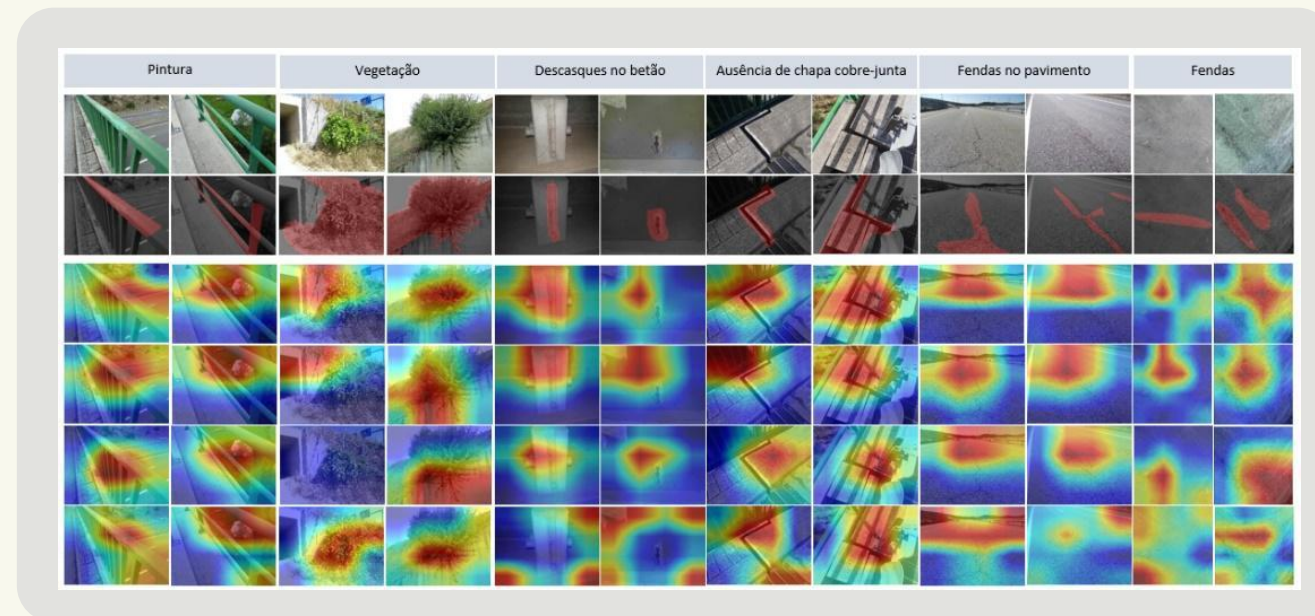 Pintura
Vegetação
Descasques no betão
Ausência de chapa cobre-junta
Fendas no pavimento
Fendas